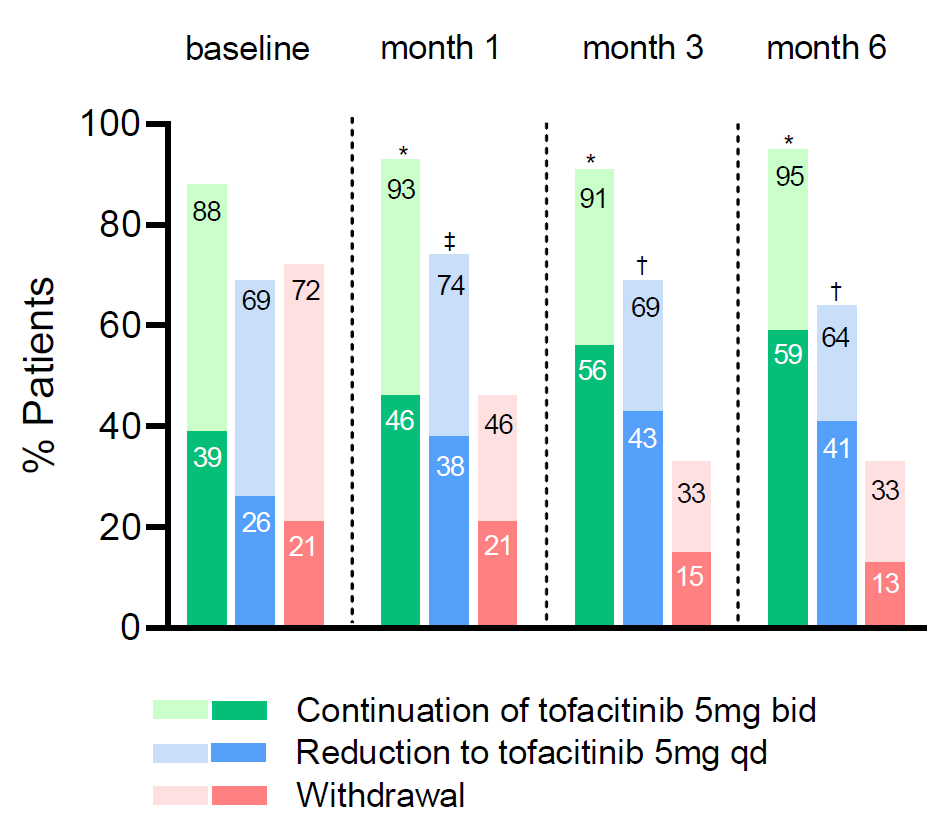 baseline month 1 month 3 month 6
100
80
60
40
20
0
% Patients
88 69 72
39 26 21
* ‡
93 74 46
46 38 21
* †
91 69 33
56 43 15
* †
95 64 33
59 41 13
Continuation of tofacitinib 5mg bid
Reduction to tofacitinib 5mg qd
Withdrawal